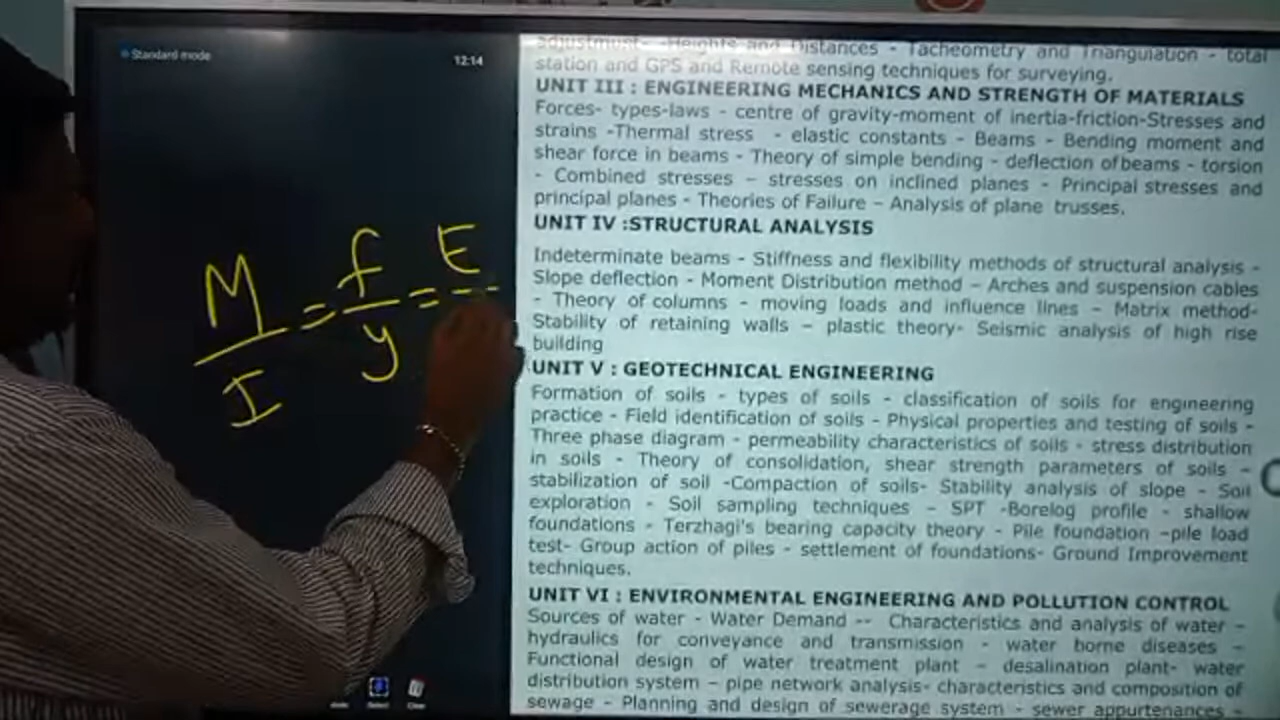 Standard mode
12:14
M/I = f/y = E
adjustment - Heights and Distances - Tacheometry and Triangulation - total
station and GPS and Remote sensing techniques for surveying.
UNIT III : ENGINEERING MECHANICS AND STRENGTH OF MATERIALS
Forces- types-laws - centre of gravity-moment of inertia-friction-Stresses and
strains -Thermal stress - elastic constants - Beams - Bending moment and
shear force in beams - Theory of simple bending - deflection of beams - torsion
- Combined stresses – stresses on inclined planes - Principal stresses and
principal planes - Theories of Failure – Analysis of plane trusses.
UNIT IV :STRUCTURAL ANALYSIS
Indeterminate beams - Stiffness and flexibility methods of structural analysis -
Slope deflection - Moment Distribution method – Arches and suspension cables
- Theory of columns - moving loads and influence lines – Matrix method-
Stability of retaining walls – plastic theory- Seismic analysis of high rise
building
UNIT V : GEOTECHNICAL ENGINEERING
Formation of soils - types of soils - classification of soils for engineering
practice - Field identification of soils - Physical properties and testing of soils -
Three phase diagram - permeability characteristics of soils - stress distribution
in soils - Theory of consolidation, shear strength parameters of soils –
stabilization of soil -Compaction of soils- Stability analysis of slope - Soil
exploration - Soil sampling techniques – SPT -Borelog profile - shallow
foundations - Terzhagi's bearing capacity theory - Pile foundation –pile load
test- Group action of piles - settlement of foundations- Ground Improvement
techniques.
UNIT VI : ENVIRONMENTAL ENGINEERING AND POLLUTION CONTROL
Sources of water - Water Demand -- Characteristics and analysis of water –
hydraulics for conveyance and transmission - water borne diseases –
Functional design of water treatment plant – desalination plant- water
distribution system – pipe network analysis- characteristics and composition of
sewage – Planning and design of sewerage system - sewer appurtenances -
Select